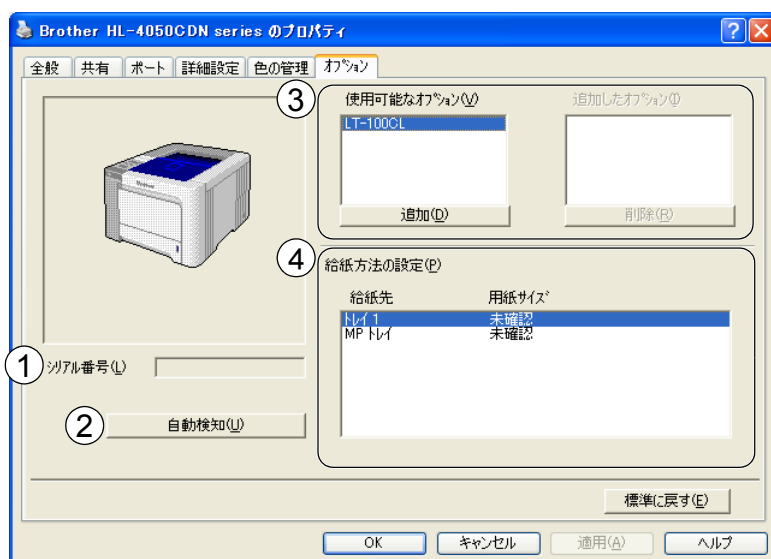 Brother HL-4050CDN series のプロパティ
全般 共有 ポート 詳細設定 色の管理 オプション
③ 使用可能なオプション(V) 追加したオプション(I)
LT-100CL
追加(D) 削除(R)
④ 給紙方法の設定(P)
給紙先 用紙サイズ
トレイ 1 未確認
MP トレイ 未確認
① シリアル番号(L)
② 自動検知(U)
標準に戻す(E)
OK キャンセル 適用(A) ヘルプ